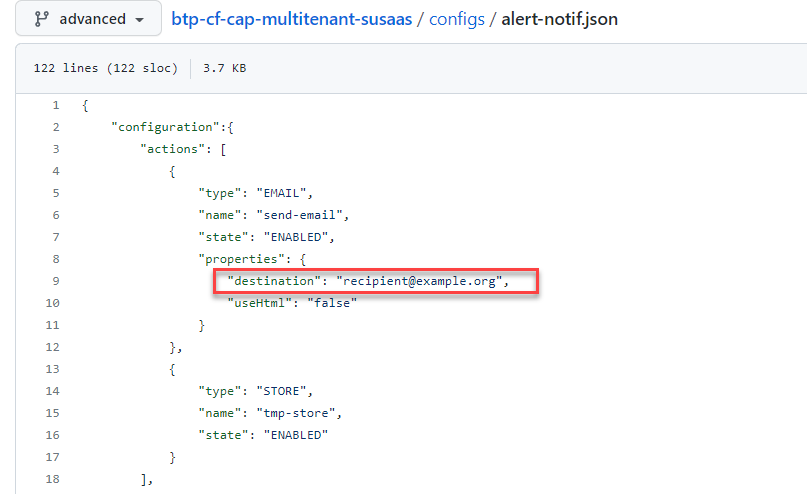 advanced btp-cf-cap-multitenant-susaas / configs / alert-notif.json
122 lines (122 sloc) 3.7 KB
1 {
2 "configuration":{
3 "actions": [
4 {
5 "type": "EMAIL",
6 "name": "send-email",
7 "state": "ENABLED",
8 "properties": {
9 "destination": "recipient@example.org",
10 "useHtml": "false"
11 }
12 },
13 {
14 "type": "STORE",
15 "name": "tmp-store",
16 "state": "ENABLED"
17 }
18 ],